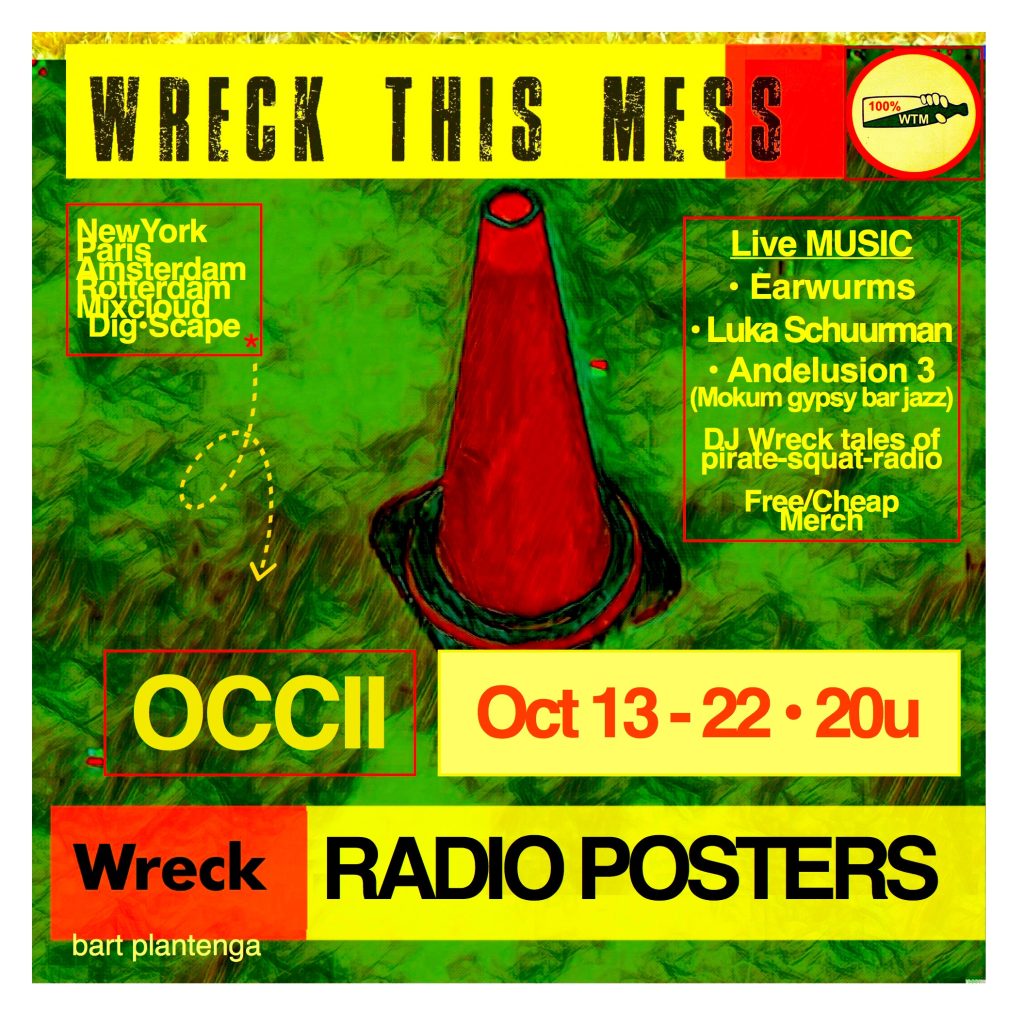 WRECK THIS MESS
100%
WTM
NewYork
Paris
Amsterdam
Rotterdam
Mixcloud
Dig•Scape
*
Live MUSIC
• Earwurms
• Luka Schuurman
• Andelusion 3
(Mokum gypsy bar jazz)
DJ Wreck tales of
pirate-squat-radio
Free/Cheap
Merch
OCCII
Oct 13 - 22 • 20u
Wreck
RADIO POSTERS
bart plantenga